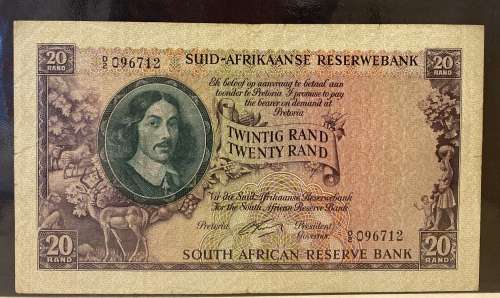 20 RAND
D/2 096712
SUID-AFRIKAANSE RESERWEBANK
20 RAND
Ek beloof op aanvraag te betaal aan
toonder te Pretoria I promise to pay
the bearer on demand at
Pretoria
TWINTIG RAND
TWENTY RAND
Vir die Suid-Afrikaanse Reserwebank
For the South African Reserve Bank
Pretoria
President
Governor
D/2 096712
20 RAND
SOUTH AFRICAN RESERVE BANK
20 RAND